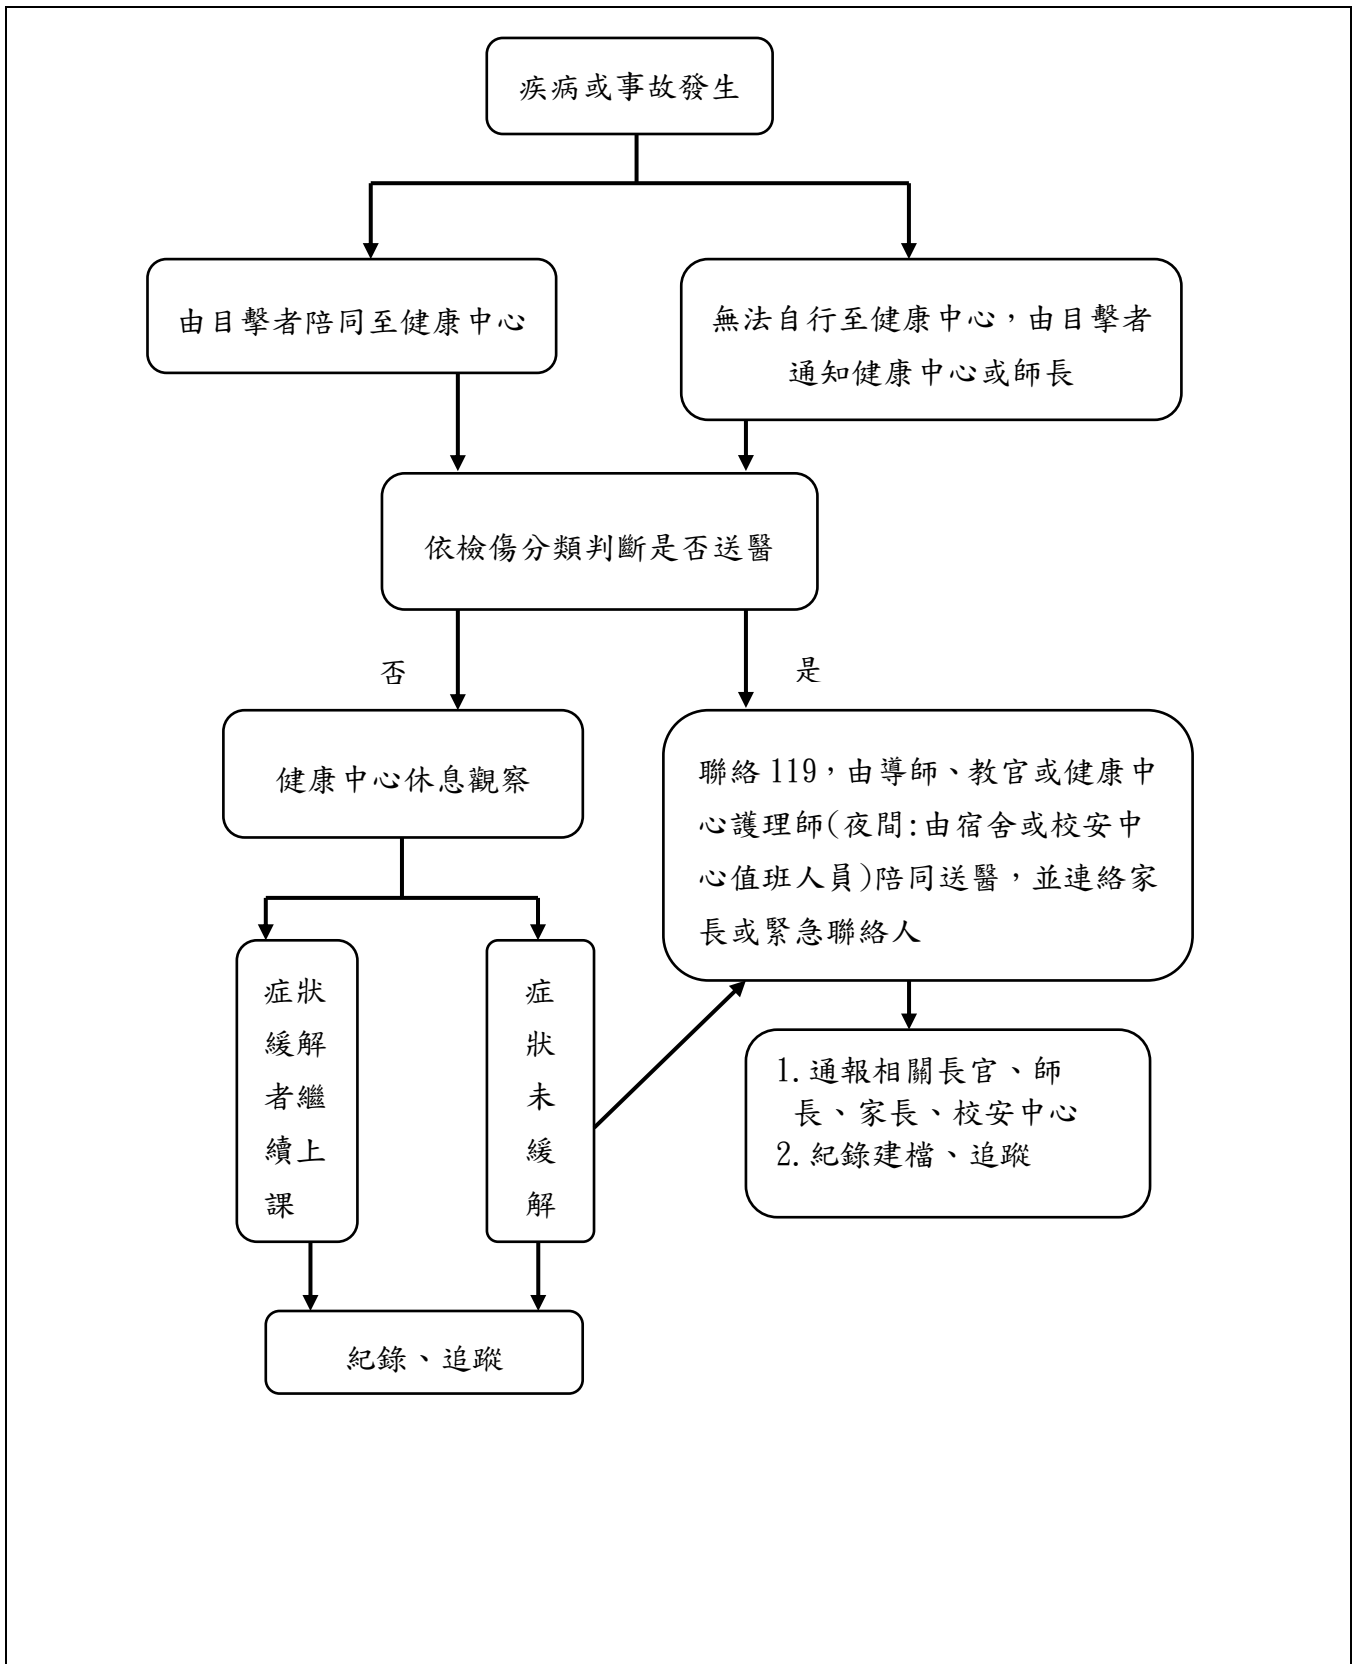 疾病或事故發生
由目擊者陪同至健康中心
無法自行至健康中心，由目擊者
通知健康中心或師長
依檢傷分類判斷是否送醫
否
是
健康中心休息觀察
聯絡 119，由導師、教官或健康中
心護理師(夜間:由宿舍或校安中
心值班人員)陪同送醫，並連絡家
長或緊急聯絡人
症狀
緩解
者繼
續上
課
症
狀
未
緩
解
1.通報相關長官、師
長、家長、校安中心
2.紀錄建檔、追蹤
紀錄、追蹤